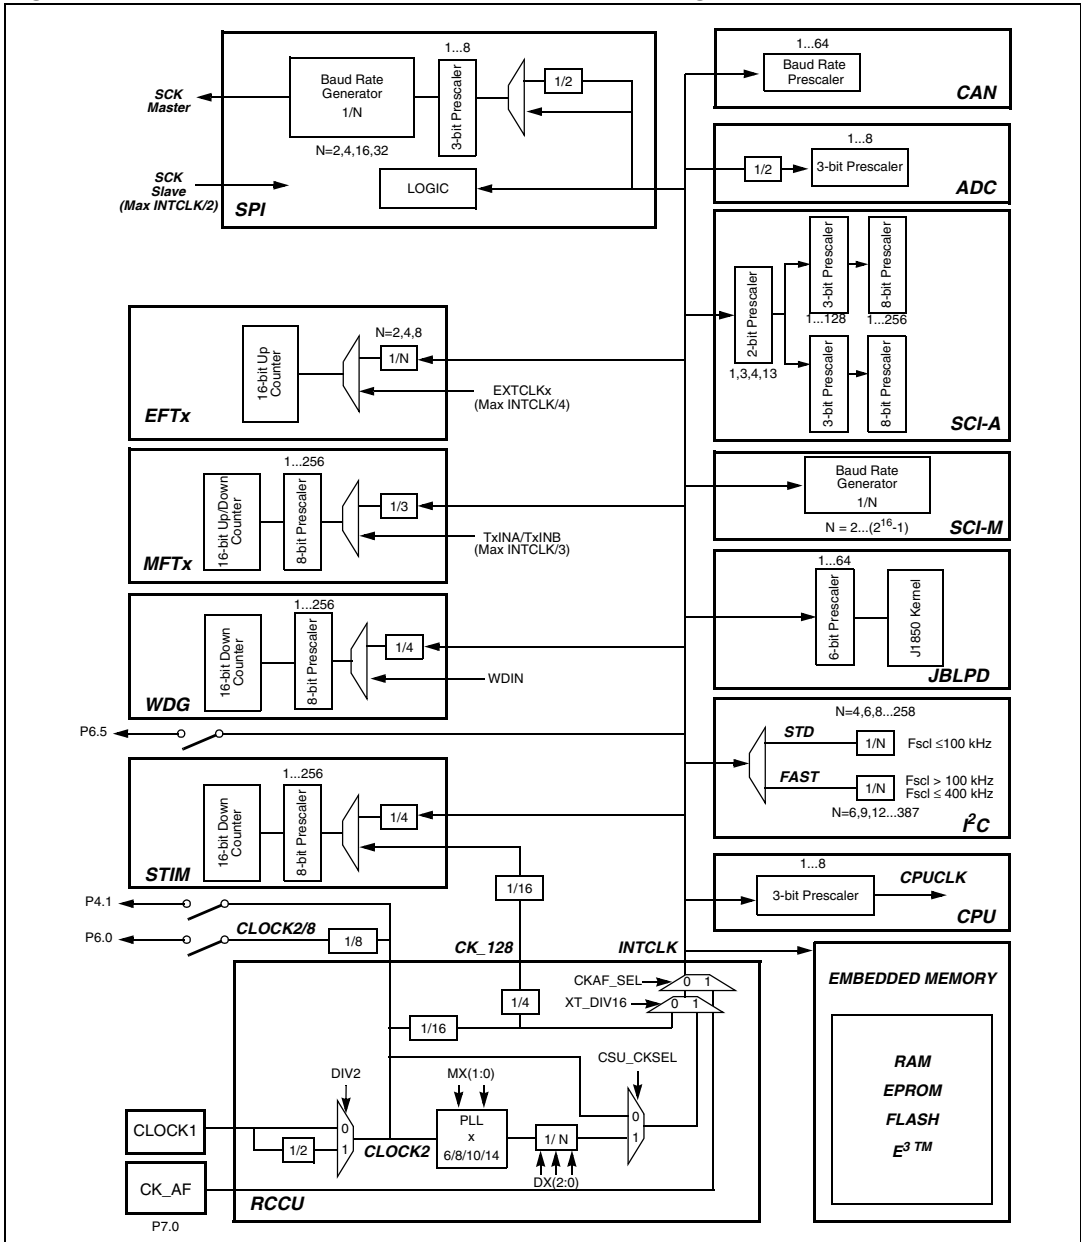 1...8
Baud Rate
Generator
1/N
3-bit Prescaler
1/2
SCK
Master
N=2,4,16,32
SCK
Slave
(Max INTCLK/2)
LOGIC
SPI
1...64
Baud Rate
Prescaler
CAN
1...8
1/2
3-bit Prescaler
ADC
2-bit Prescaler
1,3,4,13
3-bit Prescaler
8-bit Prescaler
1...128
1...256
3-bit Prescaler
8-bit Prescaler
SCI-A
16-bit Up
Counter
N=2,4,8
1/N
EXTCLKx
(Max INTCLK/4)
EFTx
1...256
16-bit Up/Down
Counter
8-bit Prescaler
1/3
TxINA/TxINB
(Max INTCLK/3)
MFTx
Baud Rate
Generator
1/N
N = 2...(2^16-1)
SCI-M
1...64
6-bit Prescaler
J1850 Kernel
JBLPD
1...256
16-bit Down
Counter
8-bit Prescaler
1/4
WDIN
WDG
P6.5
N=4,6,8...258
STD
1/N
Fscl ≤100 kHz
FAST
1/N
Fscl > 100 kHz
Fscl ≤ 400 kHz
N=6,9,12...387
I²C
1...256
16-bit Down
Counter
8-bit Prescaler
1/4
STIM
1/16
1...8
3-bit Prescaler
CPUCLK
CPU
P4.1
P6.0
CLOCK2/8
1/8
CK_128
INTCLK
CKAF_SEL
0 1
XT_DIV16
0 1
1/4
1/16
EMBEDDED MEMORY
RAM
EPROM
FLASH
E³ TM
CSU_CKSEL
DIV2
MX(1:0)
CLOCK1
1/2
0
1
CLOCK2
PLL
x
6/8/10/14
1/ N
0
1
DX(2:0)
CK_AF
P7.0
RCCU